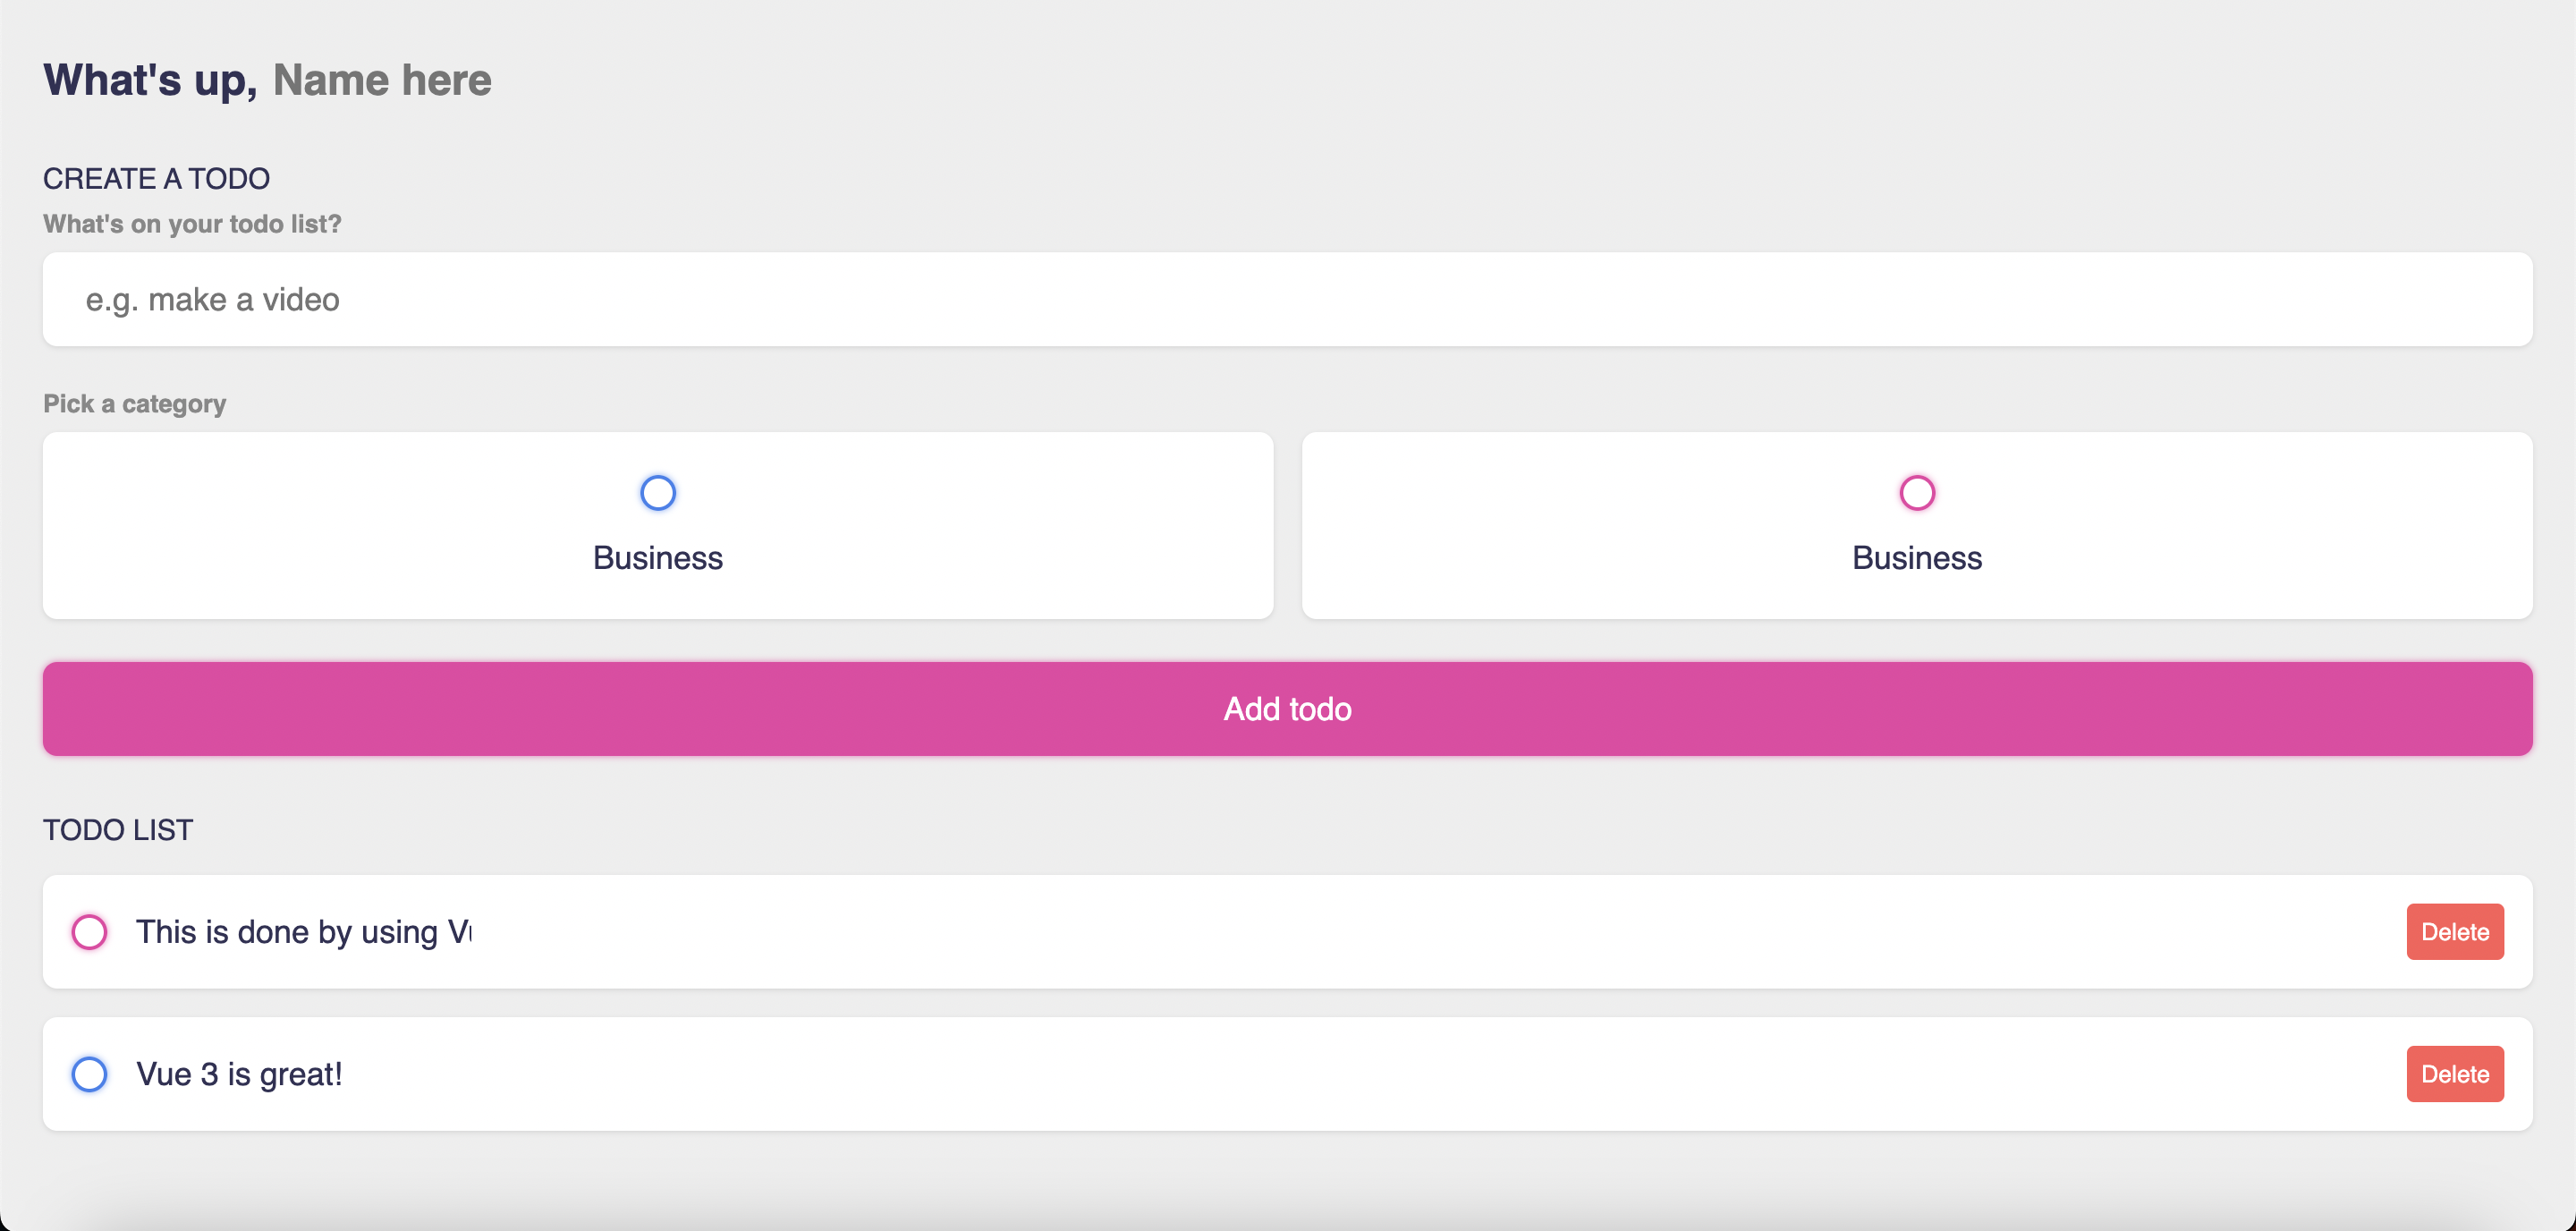 What's up, Name here
CREATE A TODO
What's on your todo list?
e.g. make a video
Pick a category
Business Business
Add todo
TODO LIST
This is done by using V
Delete
Vue 3 is great!
Delete